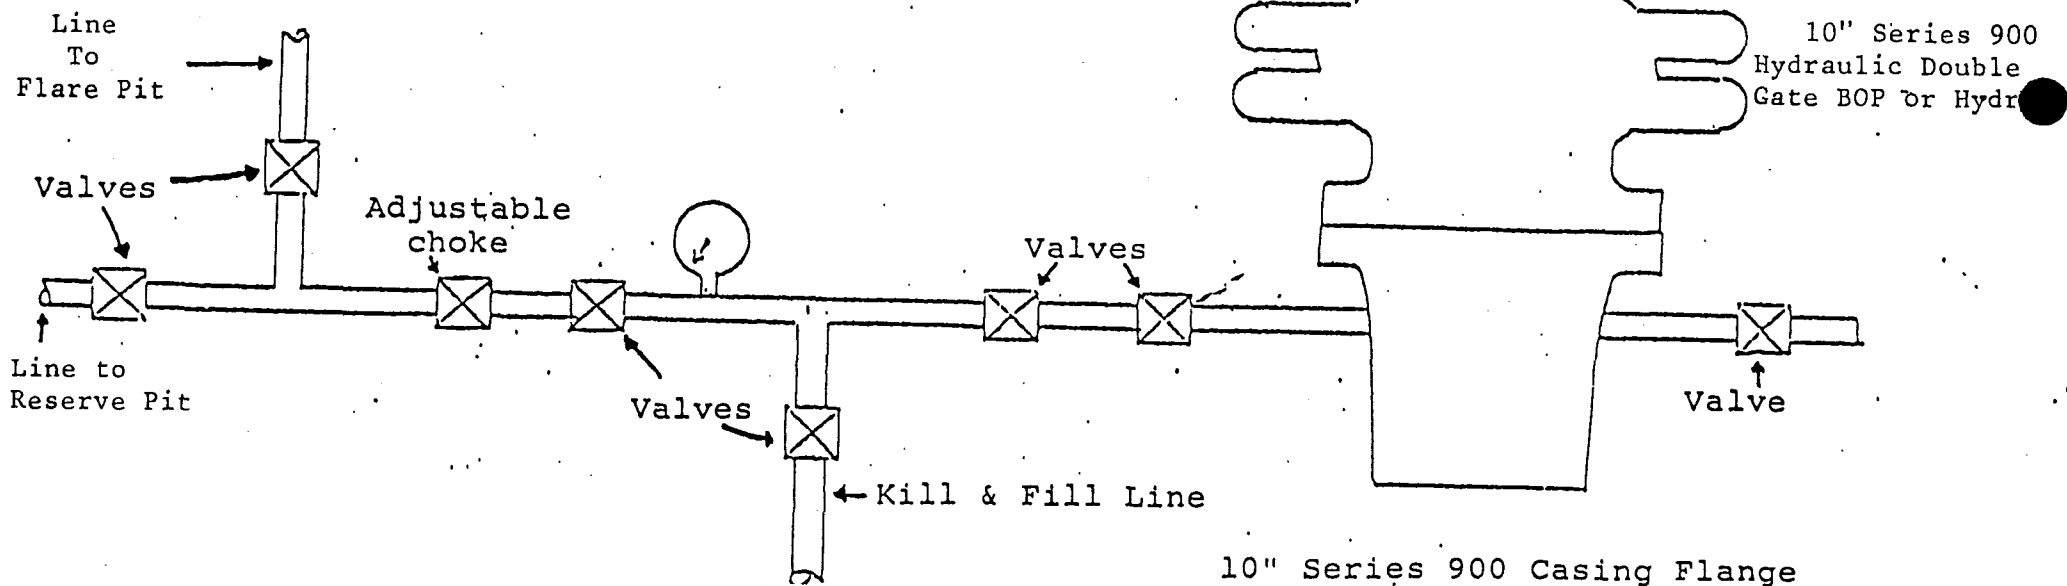 Line
To
Flare Pit
10" Series 900
Hydraulic Double
Gate BOP or
Valves
Adjustable
choke
Valves
Line to
Reserve Pit
Valves
Valve
Kill & Fill Line
10" Series 900 Casing Flange